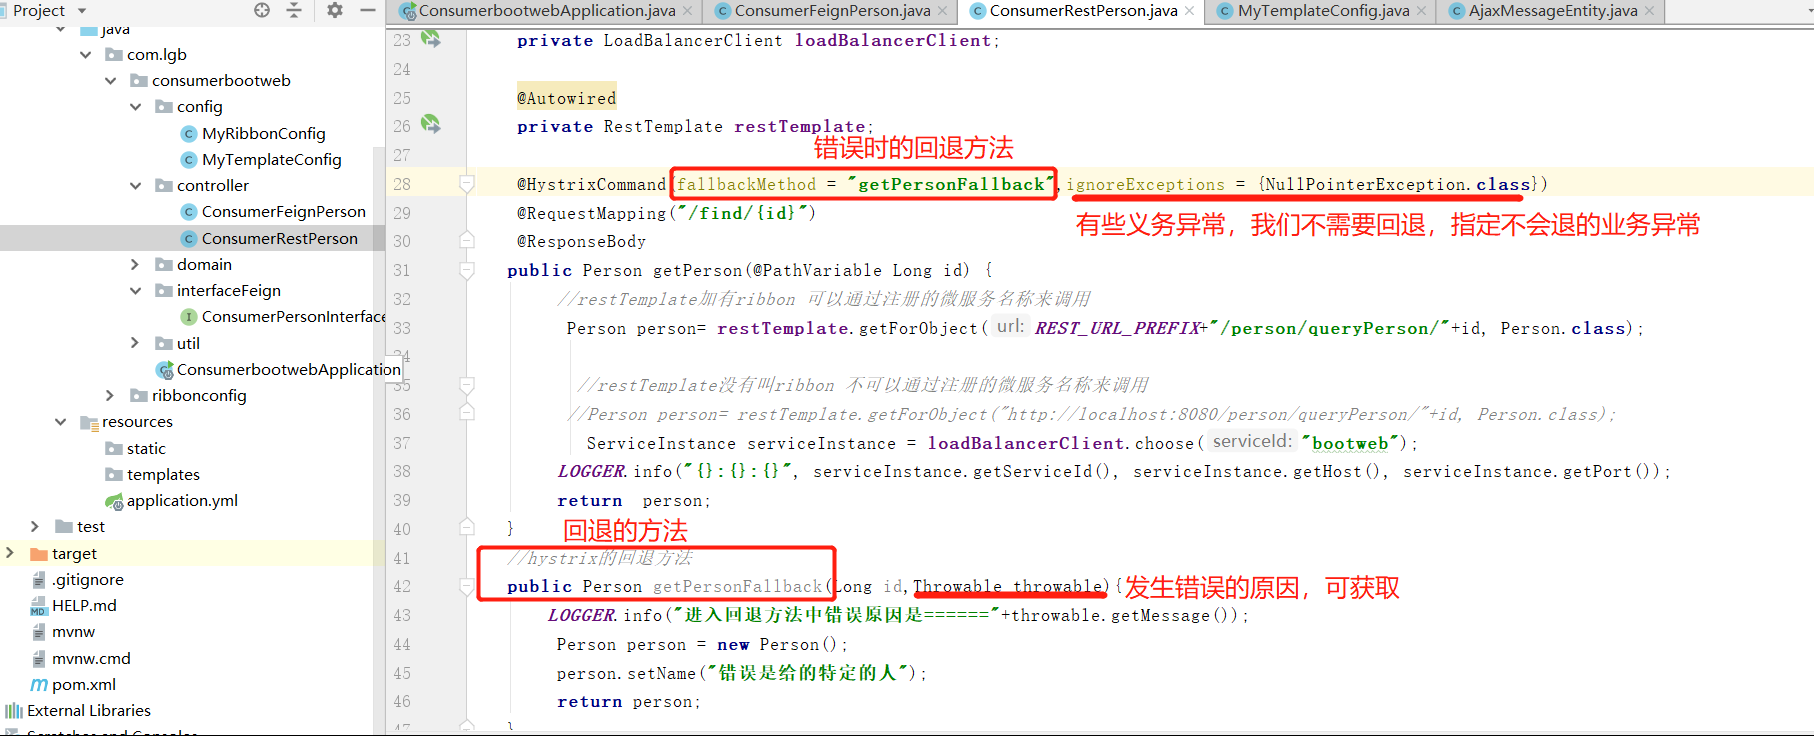 Project
ConsumerbootwebApplication.java
ConsumerFeignPerson.java
ConsumerRestPerson.java
MyTemplateConfig.java
AjaxMessageEntity.java
java
com.lgb
consumerbootweb
config
MyRibbonConfig
MyTemplateConfig
controller
ConsumerFeignPerson
ConsumerRestPerson
domain
interfaceFeign
ConsumerPersonInterface
util
ConsumerbootwebApplication
ribbonconfig
resources
static
templates
application.yml
test
target
.gitignore
HELP.md
mvnw
mvnw.cmd
pom.xml
External Libraries
Scratches and Consoles
23 private LoadBalancerClient loadBalancerClient;
24
25 @Autowired
26 private RestTemplate restTemplate;
27
错误时的回退方法
28 @HystrixCommand(fallbackMethod = "getPersonFallback",ignoreExceptions = {NullPointerException.class})
29 @RequestMapping("/find/{id}")
有些义务异常，我们不需要回退，指定不会退的业务异常
30 @ResponseBody
31 public Person getPerson(@PathVariable Long id) {
32 //restTemplate加有ribbon 可以通过注册的微服务名称来调用
33 Person person= restTemplate.getForObject( url: REST_URL_PREFIX+"/person/queryPerson/"+id, Person.class);
34
35 //restTemplate没有叫ribbon 不可以通过注册的微服务名称来调用
36 //Person person= restTemplate.getForObject("http://localhost:8080/person/queryPerson/"+id, Person.class);
37 ServiceInstance serviceInstance = loadBalancerClient.choose( serviceId: "bootweb");
38 LOGGER.info("{}:{}:{}", serviceInstance.getServiceId(), serviceInstance.getHost(), serviceInstance.getPort());
39 return person;
40 }
回退的方法
41 //hystrix的回退方法
42 public Person getPersonFallback(Long id,Throwable throwable){
发生错误的原因，可获取
43 LOGGER.info("进入回退方法中错误原因是======"+throwable.getMessage());
44 Person person = new Person();
45 person.setName("错误是给的特定的人");
46 return person;
47 }